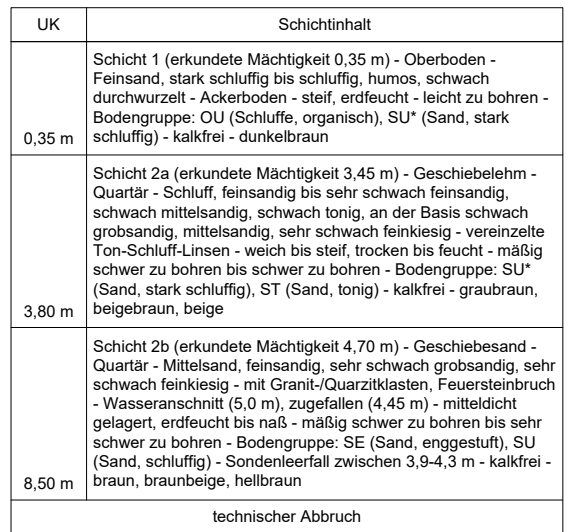 UK
Schichtinhalt
Schicht 1 (erkundete Mächtigkeit 0,35 m) - Oberboden -
Feinsand, stark schluffig bis schluffig, humos, schwach
durchwurzelt - Ackerboden - steif, erdfeucht - leicht zu bohren -
Bodengruppe: OU (Schluffe, organisch), SU* (Sand, stark
schluffig) - kalkfrei - dunkelbraun
0,35 m
Schicht 2a (erkundete Mächtigkeit 3,45 m) - Geschiebelehm -
Quartär - Schluff, feinsandig bis sehr schwach feinsandig,
schwach mittelsandig, schwach tonig, an der Basis schwach
grobsandig, mittelsandig, sehr schwach feinkiesig - vereinzelte
Ton-Schluff-Linsen - weich bis steif, trocken bis feucht - mäßig
schwer zu bohren bis schwer zu bohren - Bodengruppe: SU*
(Sand, stark schluffig), ST (Sand, tonig) - kalkfrei - graubraun,
beigebraun, beige
3,80 m
Schicht 2b (erkundete Mächtigkeit 4,70 m) - Geschiebesand -
Quartär - Mittelsand, feinsandig, sehr schwach grobsandig, sehr
schwach feinkiesig - mit Granit-/Quarzitklasten, Feuersteinbruch
- Wasseranschnitt (5,0 m), zugefallen (4,45 m) - mitteldicht
gelagert, erdfeucht bis naß - mäßig schwer zu bohren bis sehr
schwer zu bohren - Bodengruppe: SE (Sand, enggestuft), SU
(Sand, schluffig) - Sondenleerfall zwischen 3,9-4,3 m - kalkfrei -
braun, braunbeige, hellbraun
8,50 m
technischer Abbruch